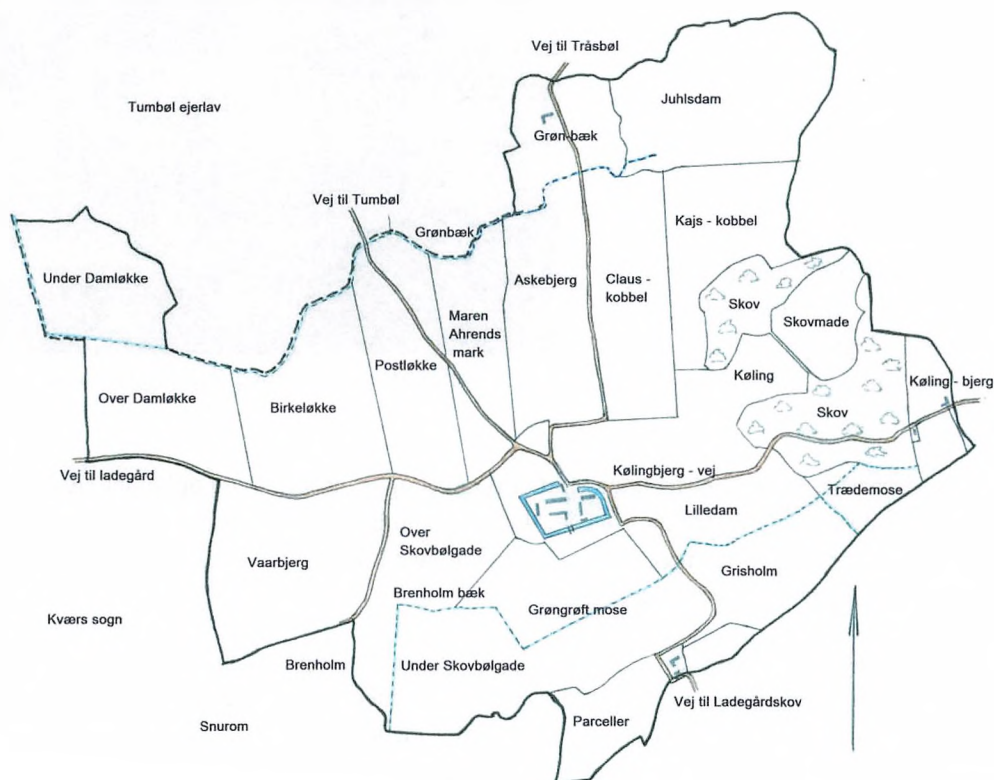 Vej til Tråsbøl
Juhlsdam
Tumbøl ejerlav
Grøn-bæk
Vej til Tumbøl
Grønbæk
Kajs - kobbel
Under Damløkke
Askebjerg
Claus -
kobbel
Skov
Skovmade
Maren
Ahrends
mark
Postløkke
Køling
Køling - bjerg
Over Damløkke
Birkeløkke
Skov
Vej til ladegård
Kølingbjerg - vej
Trædemose
Lilledam
Over
Skovbølgade
Vaarbjerg
Grisholm
Brenholm bæk
Grøngrøft mose
Kværs sogn
Brenholm
Under Skovbølgade
Vej til Ladegårdskov
Parceller
Snurom